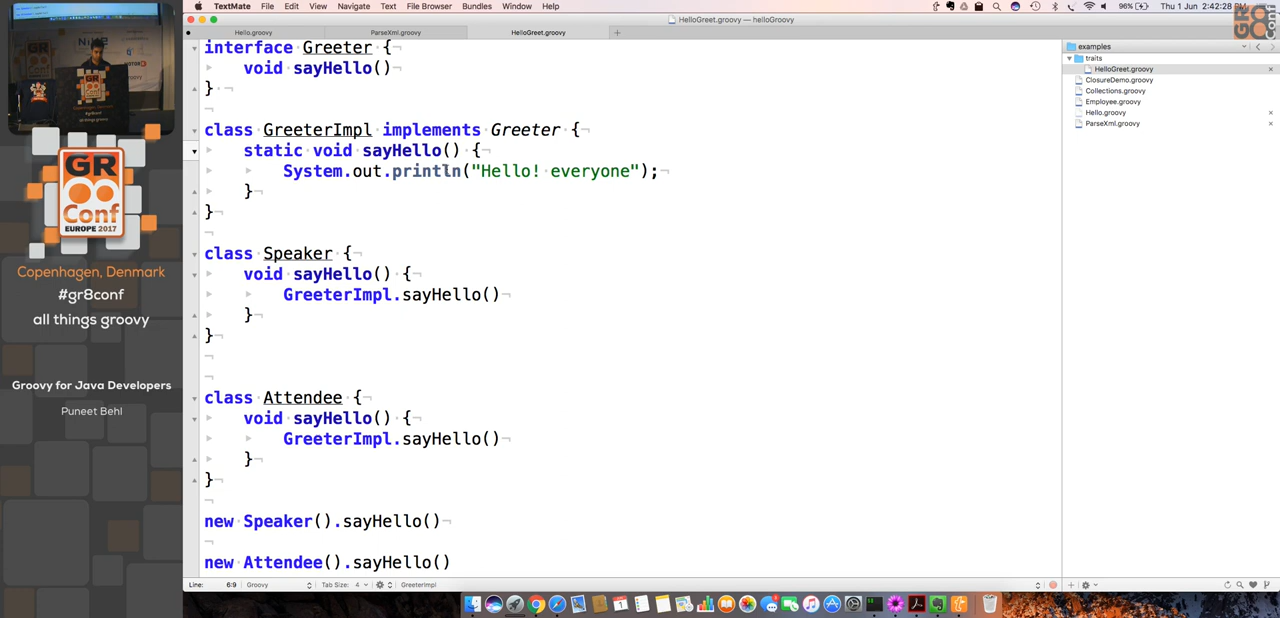 TextMate File Edit View Navigate Text File Browser Bundles Window Help
96% Thu 1 Jun 2:42:28
HelloGreet.groovy — helloGroovy
Hello.groovy ParseXml.groovy HelloGreet.groovy
interface Greeter {
void sayHello()
}
class GreeterImpl implements Greeter {
static void sayHello() {
System.out.println("Hello! everyone");
}
}
class Speaker {
void sayHello() {
GreeterImpl.sayHello()
}
}
class Attendee {
void sayHello() {
GreeterImpl.sayHello()
}
}
new Speaker().sayHello()
new Attendee().sayHello()
Line: 6:9 Groovy Tab Size: 4 GreeterImpl
examples
traits
HelloGreet.groovy
ClosureDemo.groovy
Collections.groovy
Employee.groovy
Hello.groovy
ParseXml.groovy
GR
Conf
EUROPE 2017
Copenhagen, Denmark
#gr8conf
all things groovy
Groovy for Java Developers
Puneet Behl